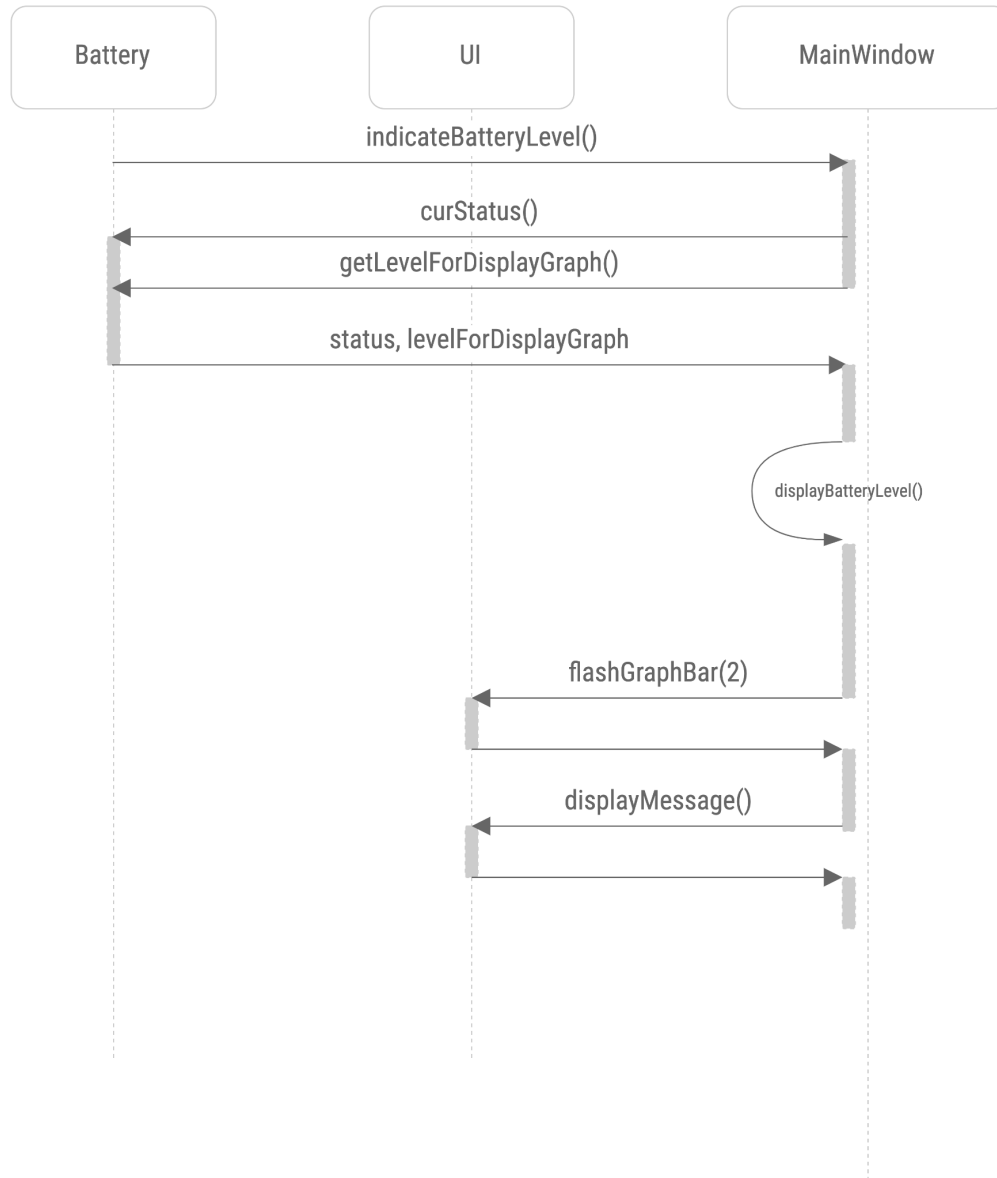 Battery
UI
MainWindow
indicateBatteryLevel()
curStatus()
getLevelForDisplayGraph()
status, levelForDisplayGraph
displayBatteryLevel()
flashGraphBar(2)
displayMessage()